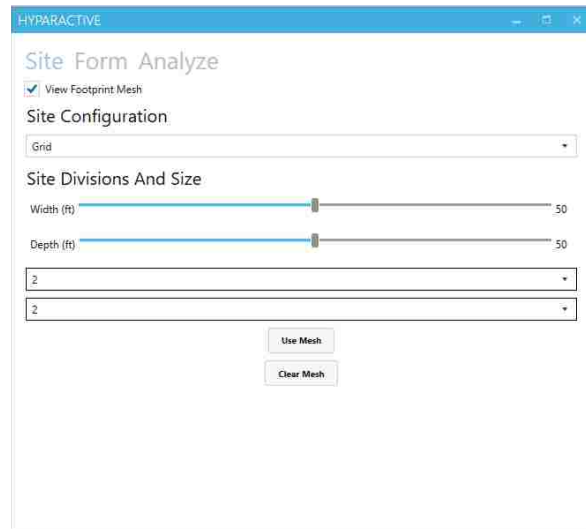 HYPARACTIVE
Site Form Analyze
View Footprint Mesh
Site Configuration
Grid
Site Divisions And Size
Width (ft) 50
Depth (ft) 50
2
2
Use Mesh
Clear Mesh